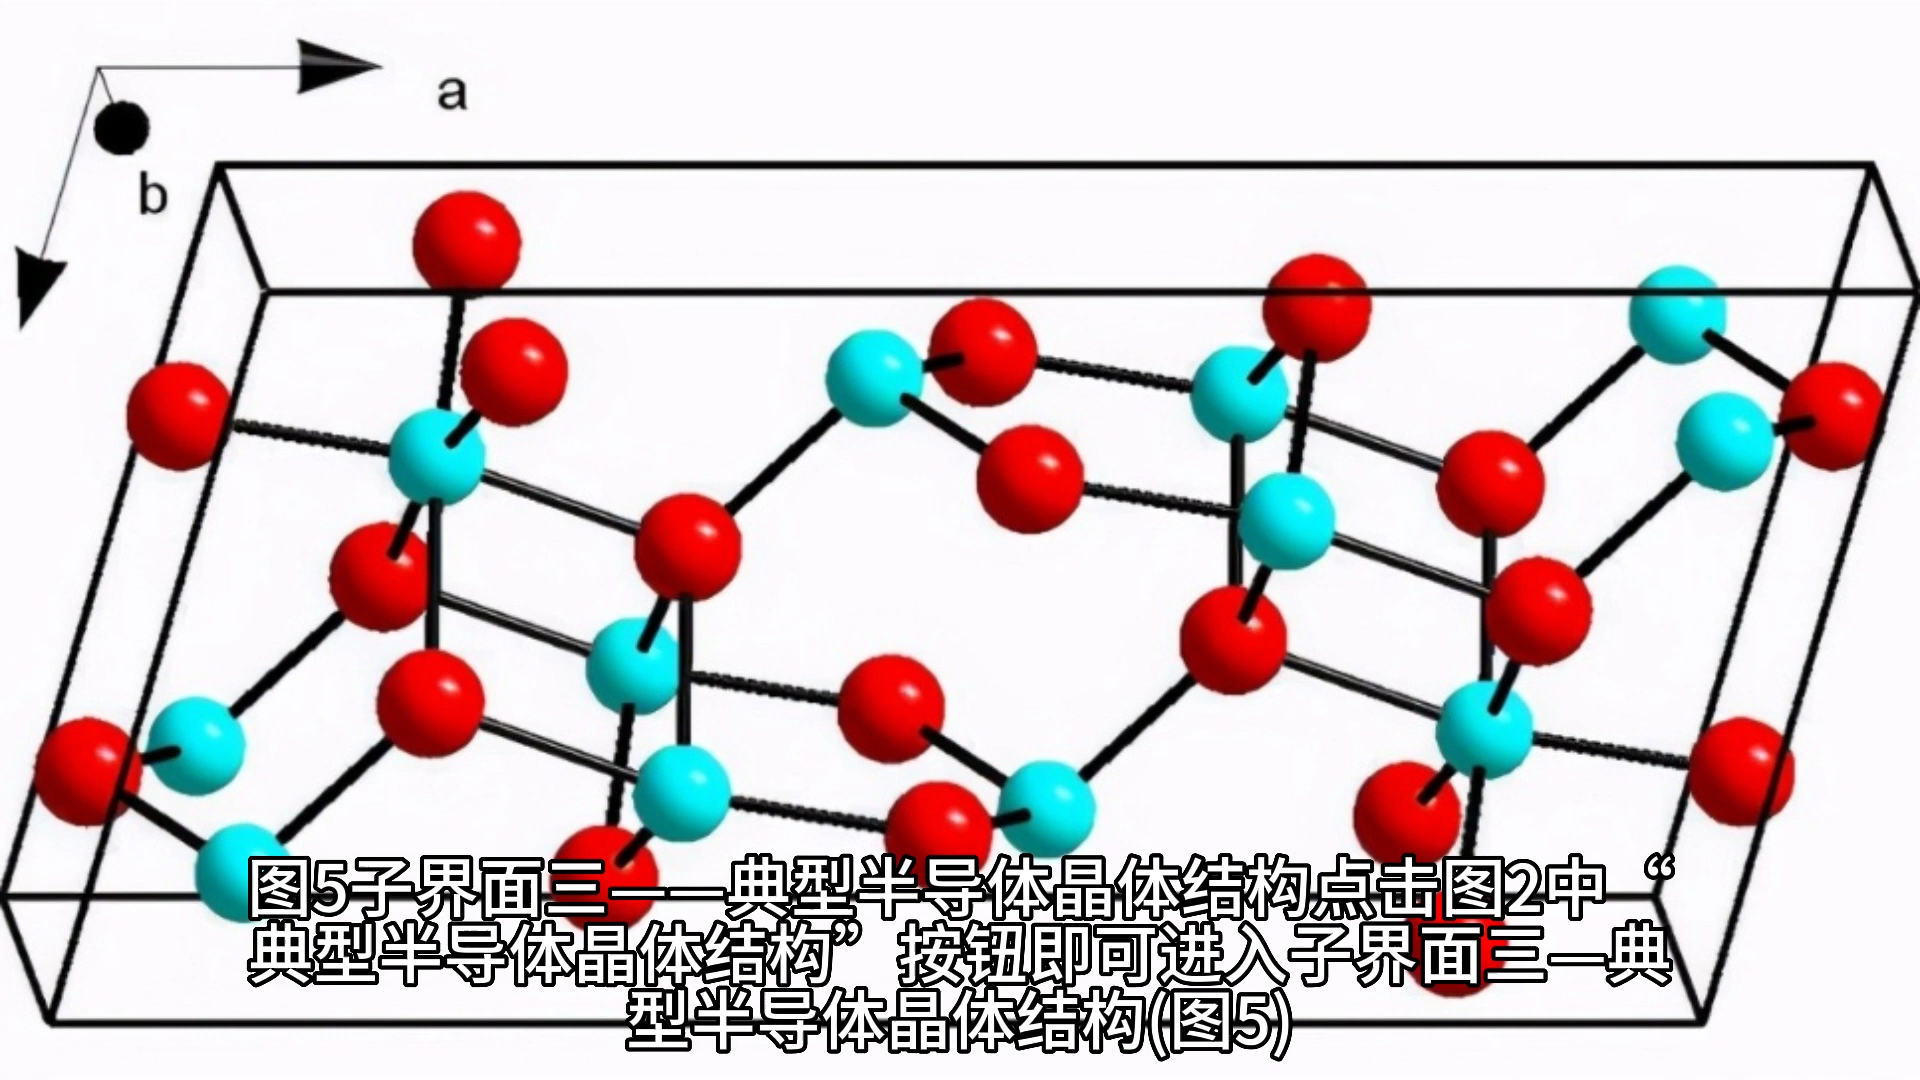 a
b
图5子界面三——典型半导体晶体结构点击图2中“
典型半导体晶体结构”按钮即可进入子界面三—典
型半导体晶体结构(图5)